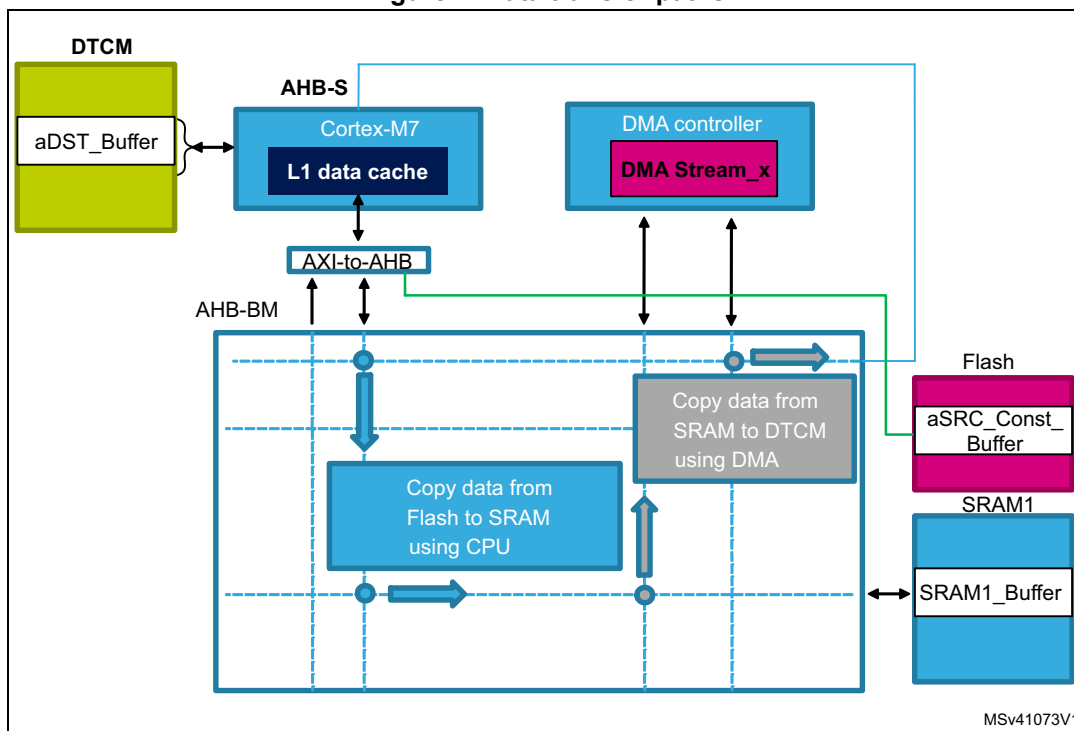 DTCM
aDST_Buffer
AHB-S
Cortex-M7
L1 data cache
DMA controller
DMA Stream_x
AXI-to-AHB
AHB-BM
Copy data from
SRAM to DTCM
using DMA
Copy data from
Flash to SRAM
using CPU
Flash
aSRC_Const_
Buffer
SRAM1
SRAM1_Buffer
MSv41073V1